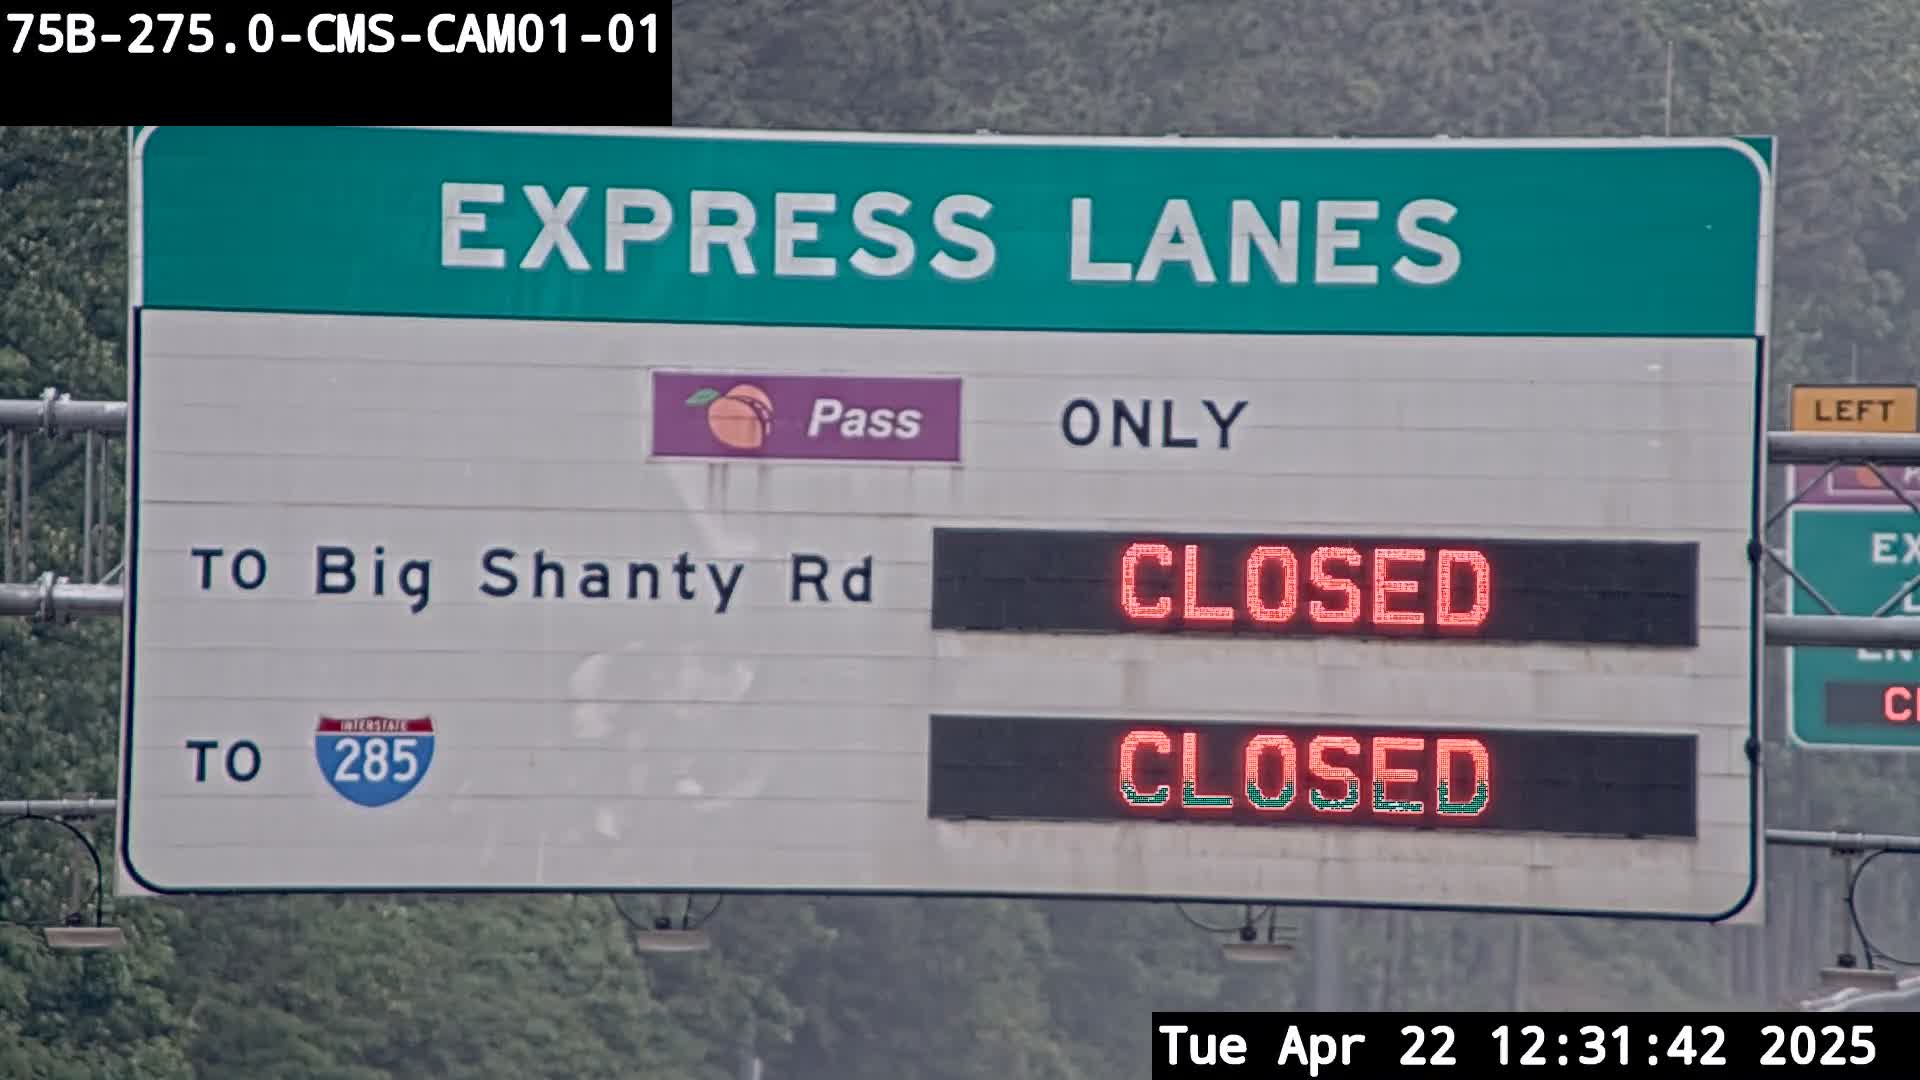 75B-275.0-CMS-CAM01-01
EXPRESS LANES
Pass ONLY
LEFT
TO Big Shanty Rd CLOSED
TO INTERSTATE 285 CLOSED
Tue Apr 22 12:31:42 2025